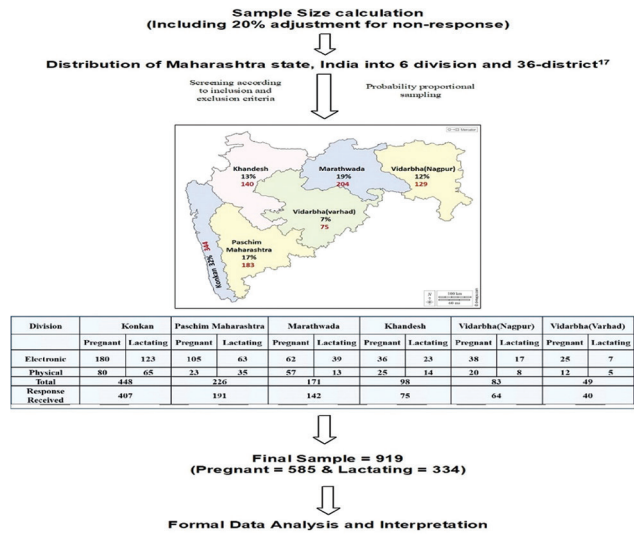 Sample Size calculation
(Including 20% adjustment for non-response)
Distribution of Maharashtra state, India into 6 division and 36-district17
Screening according
to inclusion and
exclusion criteria
Probability proportional
sampling
Khandesh
13%
140
Marathwada
19%
204
Vidarbha(Nagpur)
12%
129
Vidarbha(varhad)
7%
75
Paschim
Maharashtra
17%
183
Konkan 32% 344
Division Konkan Paschim Maharashtra Marathwada Khandesh Vidarbha(Nagpur) Vidarbha(Varhad)
Pregnant Lactating Pregnant Lactating Pregnant Lactating Pregnant Lactating Pregnant Lactating Pregnant Lactating
Electronic 180 123 105 63 62 39 36 23 38 17 25 7
Physical 80 65 23 35 57 13 25 14 20 8 12 5
Total 448 226 171 98 83 49
Response
Received 407 191 142 75 64 40
Final Sample = 919
(Pregnant = 585 & Lactating = 334)
Formal Data Analysis and Interpretation